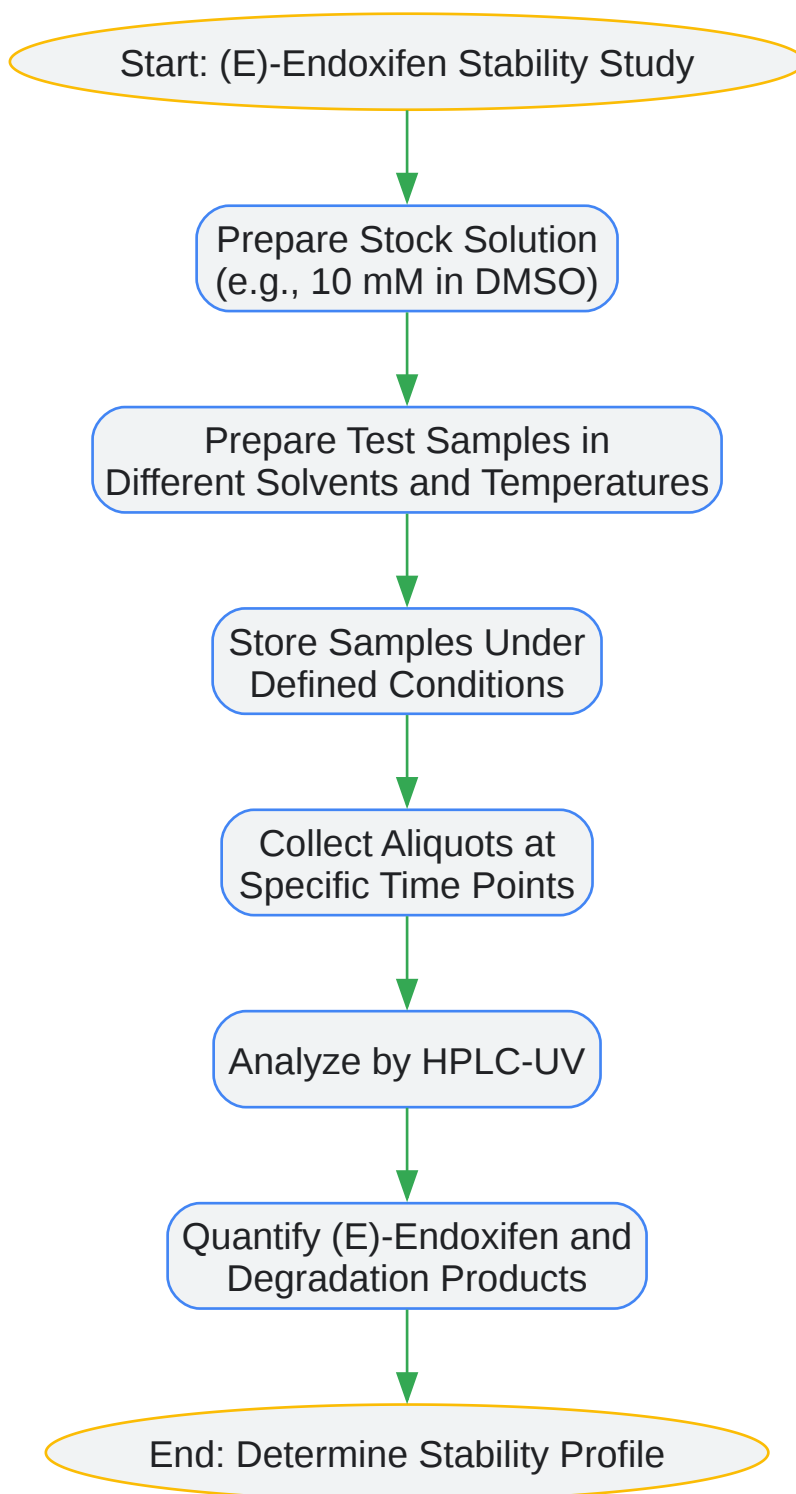 Start: (E)-Endoxifen Stability Study
Prepare Stock Solution
(e.g., 10 mM in DMSO)
Prepare Test Samples in
Different Solvents and Temperatures
Store Samples Under
Defined Conditions
Collect Aliquots at
Specific Time Points
Analyze by HPLC-UV
Quantify (E)-Endoxifen and
Degradation Products
End: Determine Stability Profile